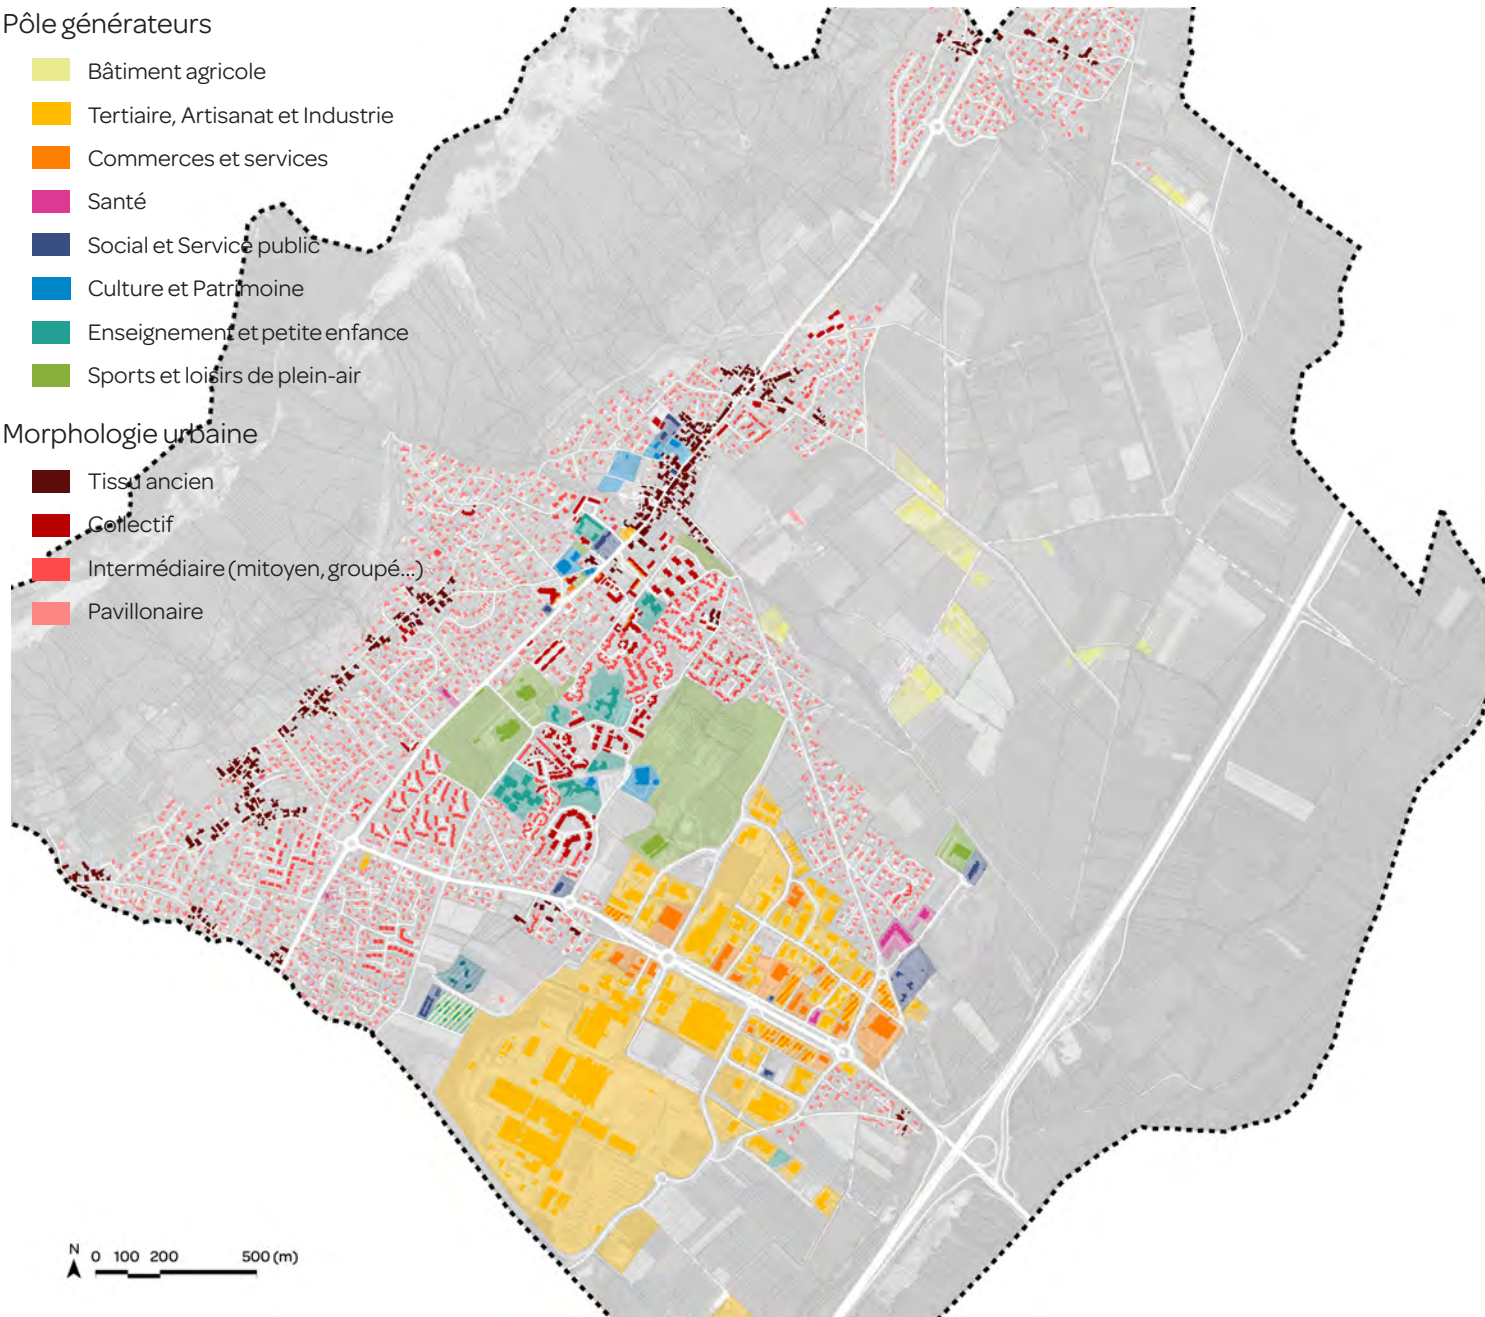 Pôle générateurs
Bâtiment agricole
Tertiaire, Artisanat et Industrie
Commerces et services
Santé
Social et Service public
Culture et Patrimoine
Enseignement et petite enfance
Sports et loisirs de plein-air
Morphologie urbaine
Tissu ancien
Collectif
Intermédiaire (mitoyen, groupé...)
Pavillonaire
N 0 100 200 500 (m)